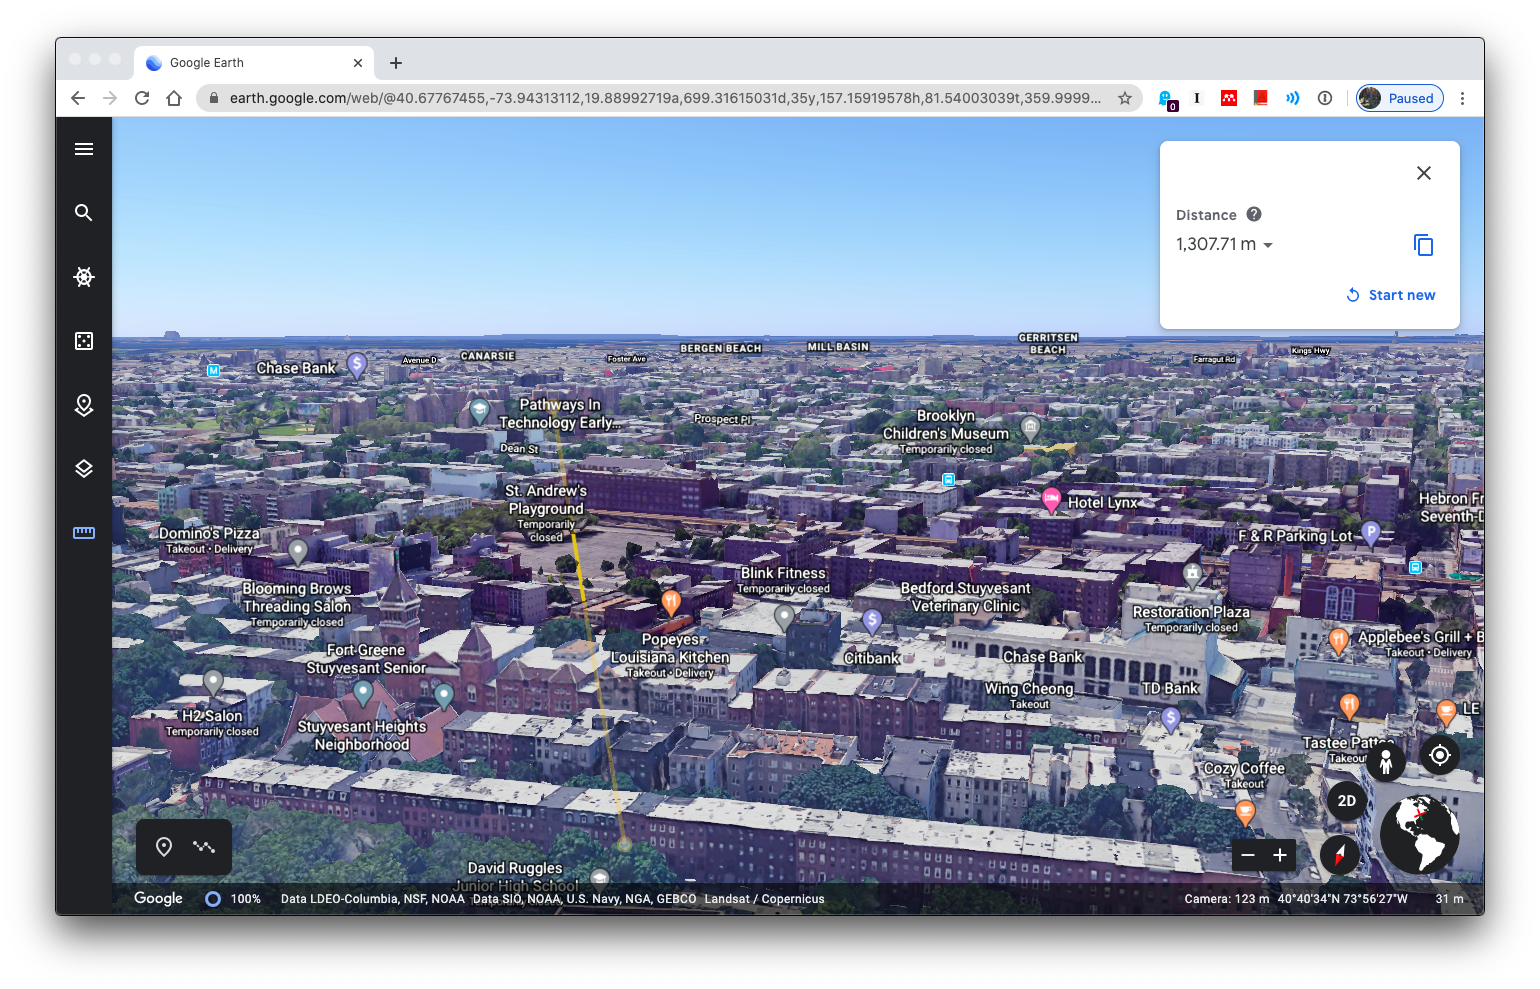 Google Earth
earth.google.com/web/@40.67767455,-73.94313112,19.88992719a,699.31615031d,35y,157.15919578h,81.54003039t,359.9999...
0
I
Paused
Distance
1,307.71 m
Start new
GERRITSEN
BEACH
BERGEN BEACH
MILL BASIN
Kings Hwy
CANARSIE
Avenue D
Foster Ave
Farragut Rd
Chase Bank
M
Pathways In
Technology Early...
Prospect Pl
Brooklyn
Children's Museum
Temporarily closed
Dean St
St. Andrew's
Playground
Temporarily
closed
Hotel Lynx
Hebron Fr
Seventh-D
Domino's Pizza
Takeout • Delivery
F & R Parking Lot
P
Blink Fitness
Temporarily closed
Blooming Brows
Threading Salon
Temporarily closed
Bedford Stuyvesant
Veterinary Clinic
Restoration Plaza
Temporarily closed
Popeyes
Louisiana Kitchen
Takeout • Delivery
Applebee's Grill + B
Takeout • Delivery
Fort Greene
Stuyvesant Senior
Citibank
Chase Bank
Wing Cheong
Takeout
TD Bank
LE
H2 Salon
Temporarily closed
Stuyvesant Heights
Neighborhood
Tastee Patte
Takeou
Cozy Coffee
Takeout
2D
David Ruggles
Junior High School
Google
100%
Data LDEO-Columbia, NSF, NOAA Data SIO, NOAA, U.S. Navy, NGA, GEBCO Landsat / Copernicus
Camera: 123 m 40°40'34"N 73°56'27"W
31 m